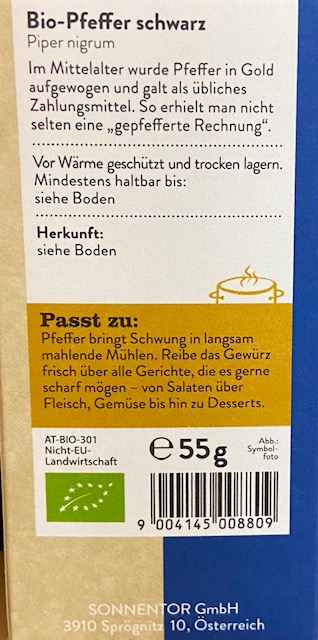 Bio-Pfeffer schwarz
Piper nigrum
Im Mittelalter wurde Pfeffer in Gold
aufgewogen und galt als übliches
Zahlungsmittel. So erhielt man nicht
selten eine „gepfefferte Rechnung“.
Vor Wärme geschützt und trocken lagern.
Mindestens haltbar bis:
siehe Boden
Herkunft:
siehe Boden
Passt zu:
Pfeffer bringt Schwung in langsam
mahlende Mühlen. Reibe das Gewürz
frisch über alle Gerichte, die es gerne
scharf mögen – von Salaten über
Fleisch, Gemüse bis hin zu Desserts.
AT-BIO-301
Nicht-EU-
Landwirtschaft
℮ 55g
Abb.:
Symbol-
foto
9 004145 008809
SONNENTOR GmbH
3910 Sprögnitz 10, Österreich